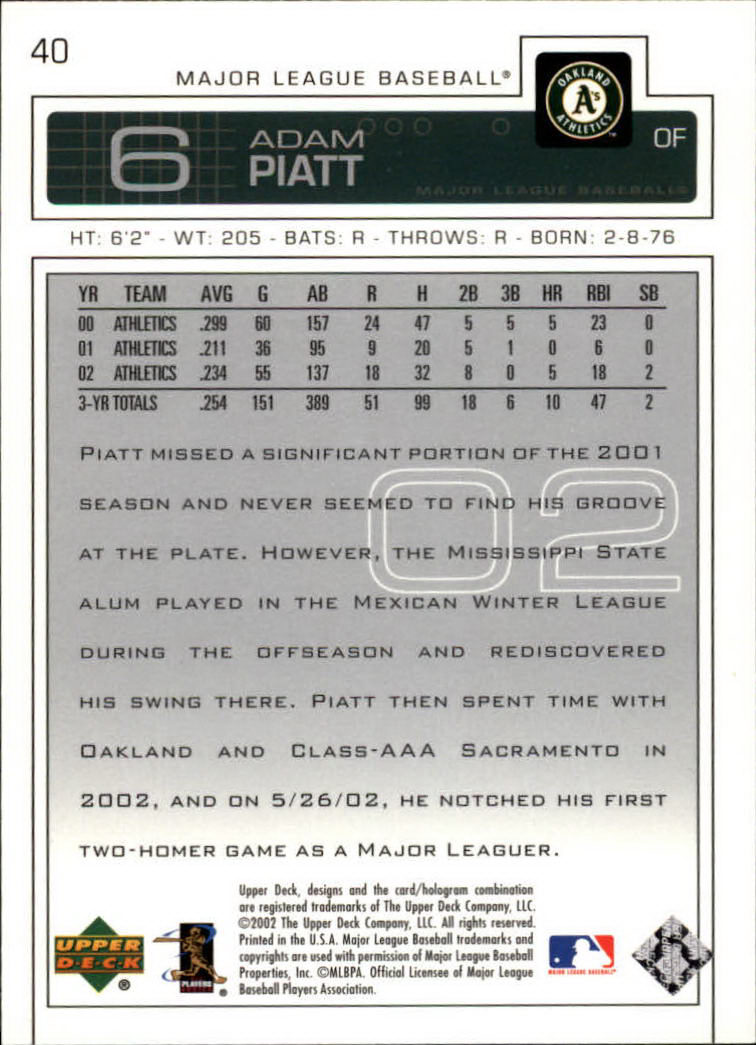 40
MAJOR LEAGUE BASEBALL®
OAKLAND
A's
ATHLETICS
™
6
ADAM
PIATT
OF
MAJOR LEAGUE BASEBALL®
HT: 6'2" - WT: 205 - BATS: R - THROWS: R - BORN: 2-8-76
YR TEAM AVG G AB R H 2B 3B HR RBI SB
00 ATHLETICS .299 60 157 24 47 5 5 5 23 0
01 ATHLETICS .211 36 95 9 20 5 1 0 6 0
02 ATHLETICS .234 55 137 18 32 8 0 5 18 2
3-YR TOTALS .254 151 389 51 99 18 6 10 47 2
02
PIATT MISSED A SIGNIFICANT PORTION OF THE 2001
SEASON AND NEVER SEEMED TO FIND HIS GROOVE
AT THE PLATE. HOWEVER, THE MISSISSIPPI STATE
ALUM PLAYED IN THE MEXICAN WINTER LEAGUE
DURING THE OFFSEASON AND REDISCOVERED
HIS SWING THERE. PIATT THEN SPENT TIME WITH
OAKLAND AND CLASS-AAA SACRAMENTO IN
2002, AND ON 5/26/02, HE NOTCHED HIS FIRST
TWO-HOMER GAME AS A MAJOR LEAGUER.
Upper Deck, designs and the card/hologram combination
are registered trademarks of The Upper Deck Company, LLC.
©2002 The Upper Deck Company, LLC. All rights reserved.
Printed in the U.S.A. Major League Baseball trademarks and
copyrights are used with permission of Major League Baseball
Properties, Inc. ©MLBPA. Official Licensee of Major League
Baseball Players Association.
UPPER
DECK
®
PLAYERS
®
MAJOR LEAGUE BASEBALL®